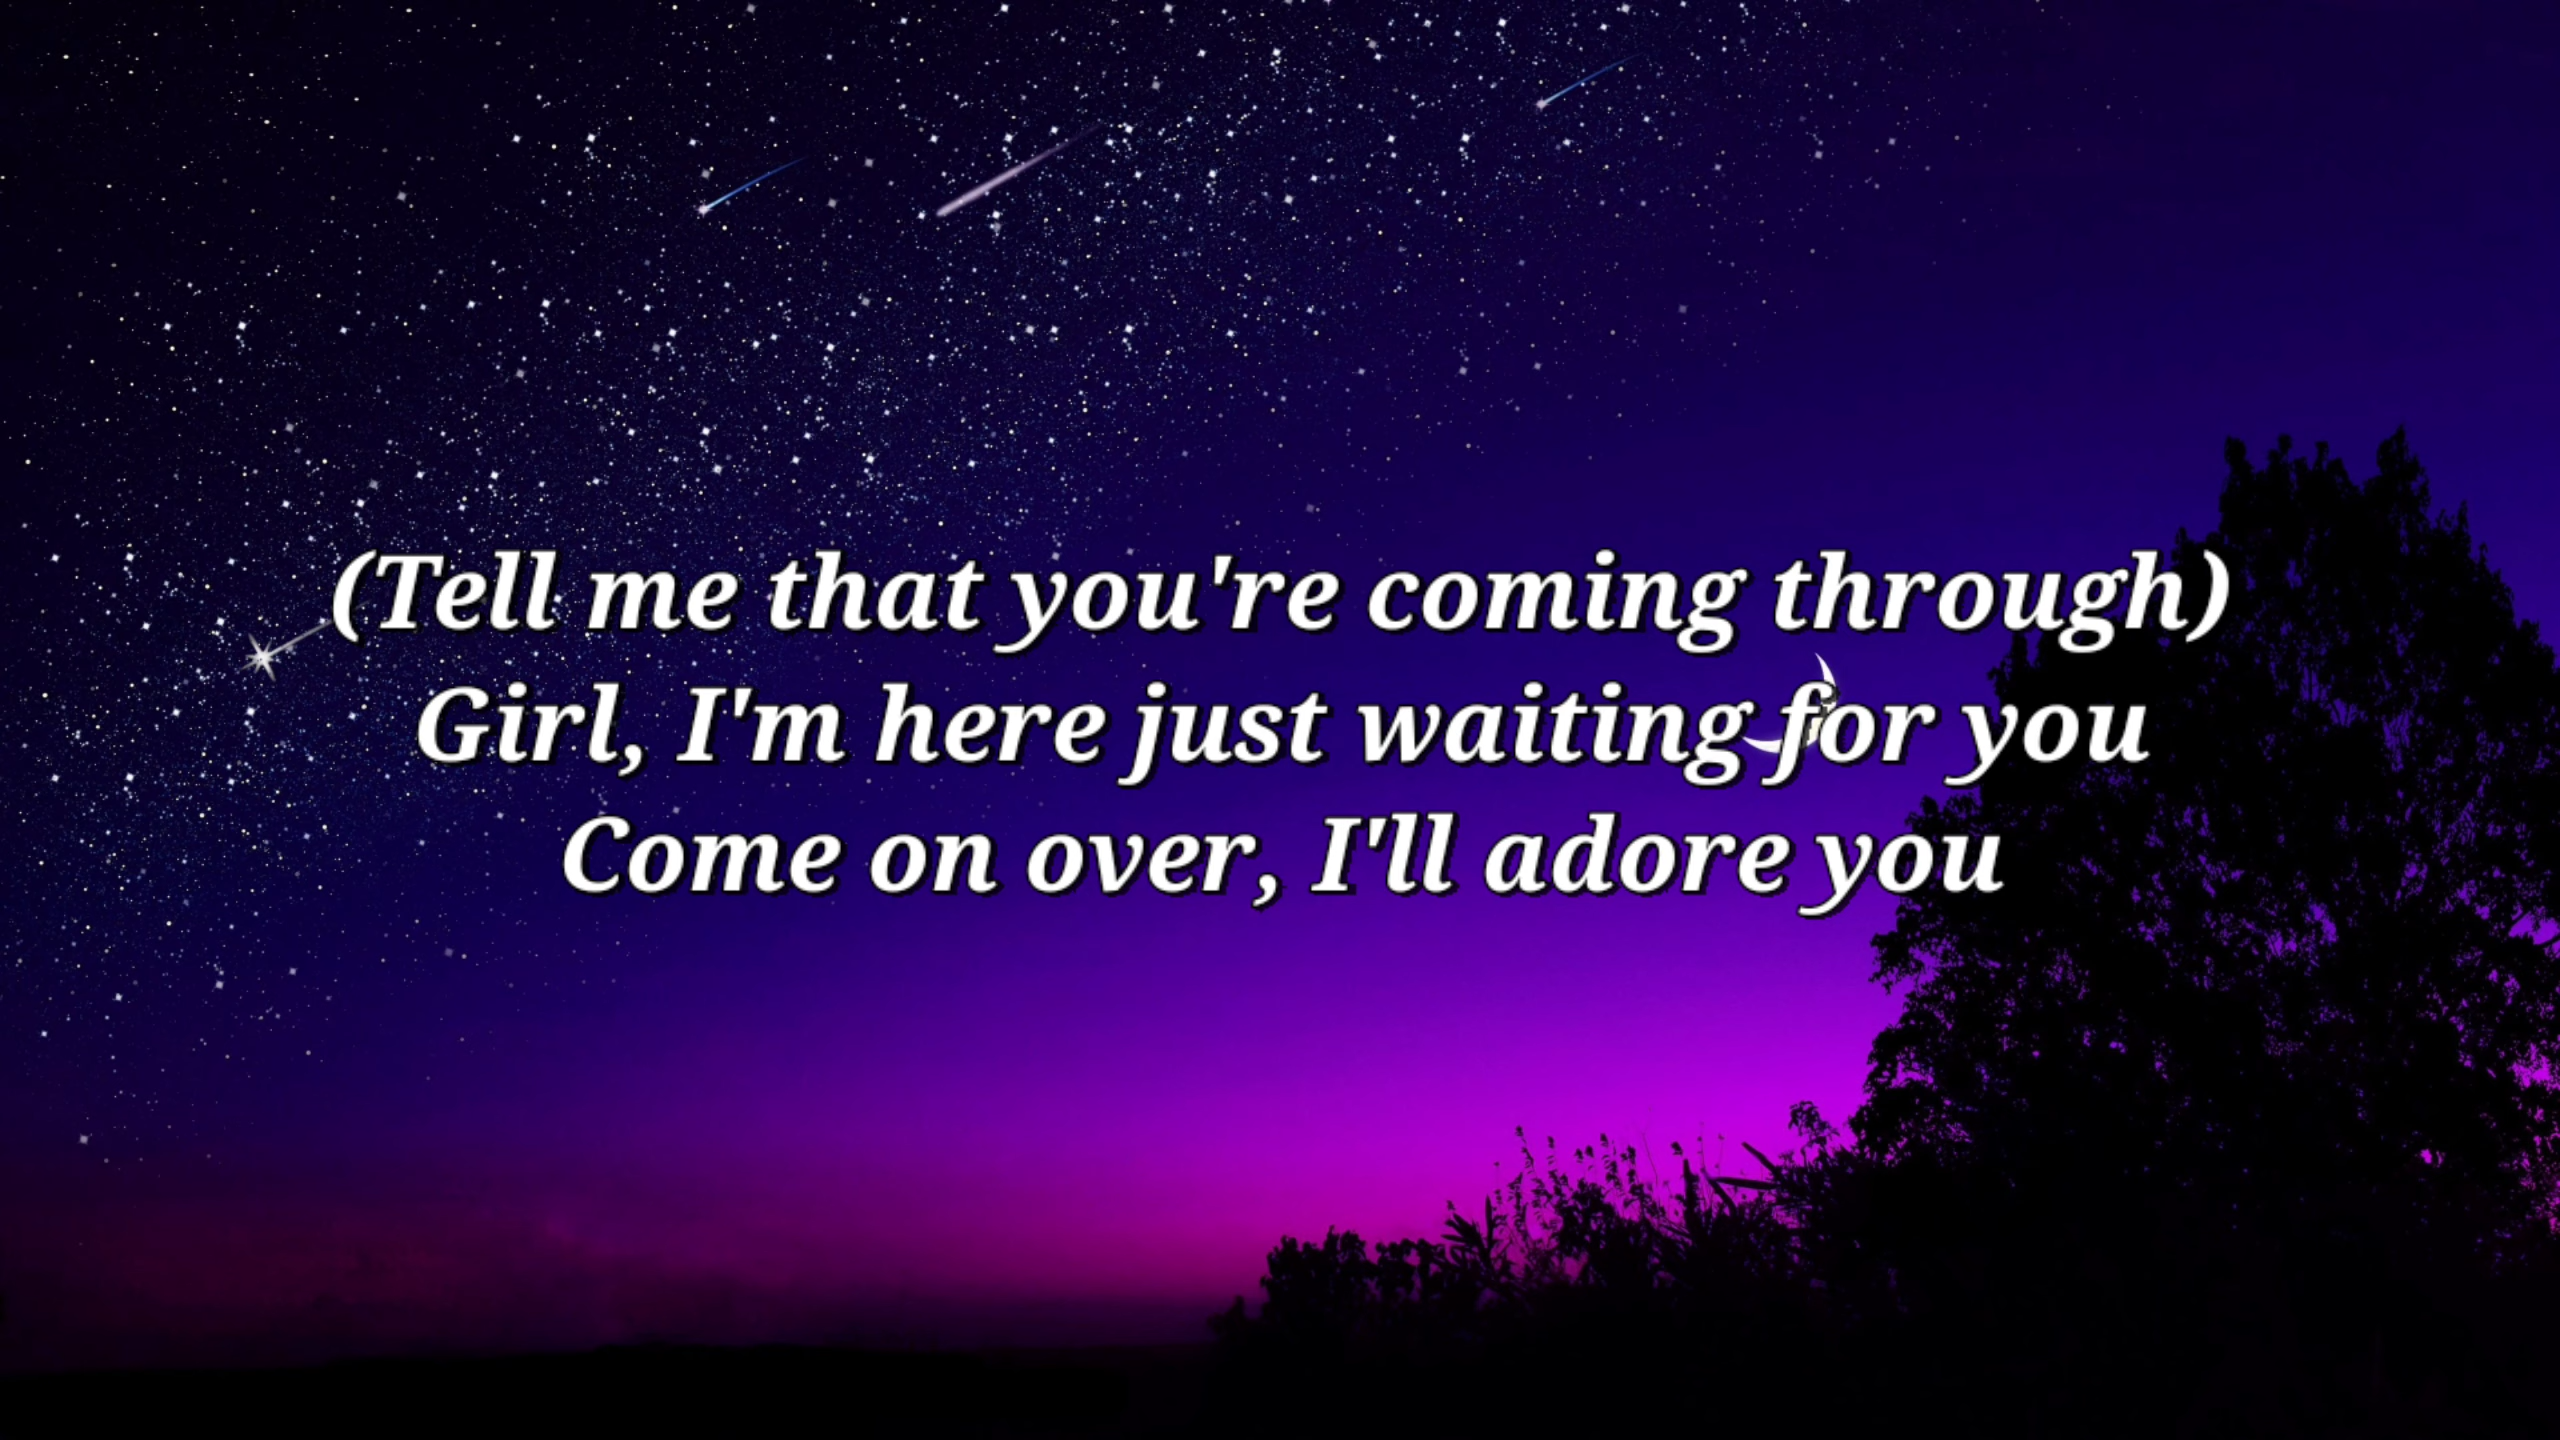 (Tell me that you're coming through)
Girl, I'm here just waiting for you
Come on over, I'll adore you